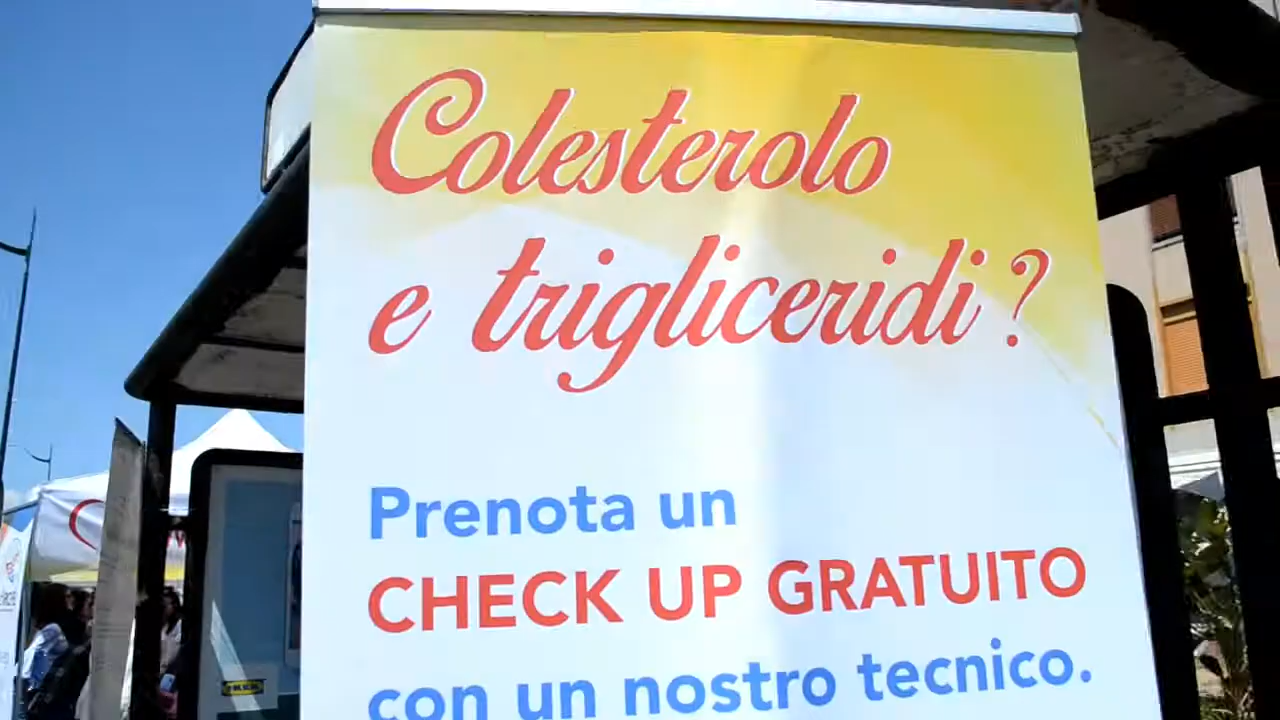 Colesterolo
e trigliceridi?
Prenota un
CHECK UP GRATUITO
con un nostro tecnico.